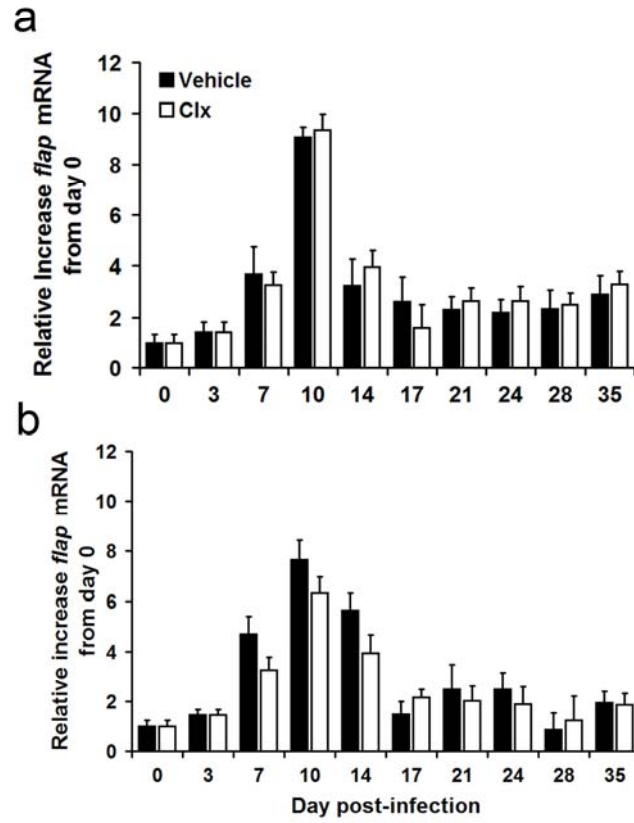 a
Relative Increase flap mRNA
from day 0
12
10
8
6
4
2
0
Vehicle
Clx
0 3 7 10 14 17 21 24 28 35
b
Relative increase flap mRNA
from day 0
12
10
8
6
4
2
0
0 3 7 10 14 17 21 24 28 35
Day post-infection